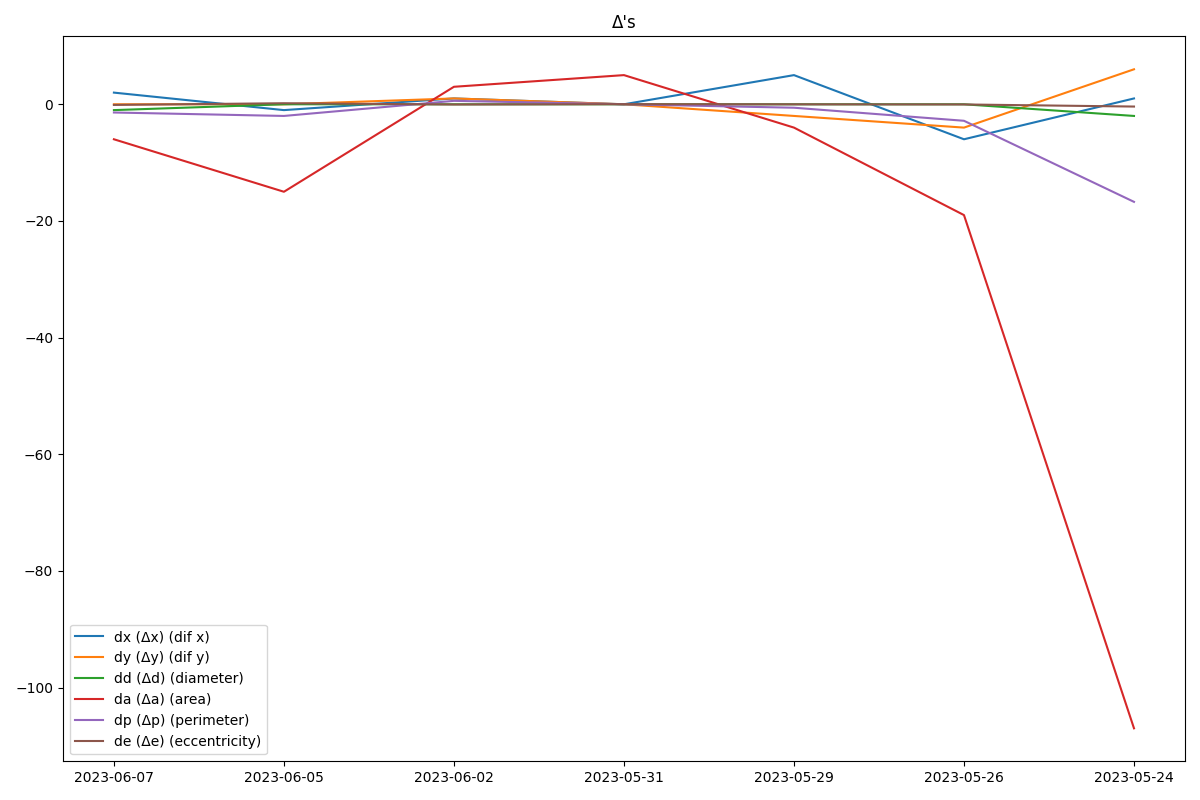 Δ's
0
−20
−40
−60
−80
−100
dx (Δx) (dif x)
dy (Δy) (dif y)
dd (Δd) (diameter)
da (Δa) (area)
dp (Δp) (perimeter)
de (Δe) (eccentricity)
2023-06-07 2023-06-05 2023-06-02 2023-05-31 2023-05-29 2023-05-26 2023-05-24